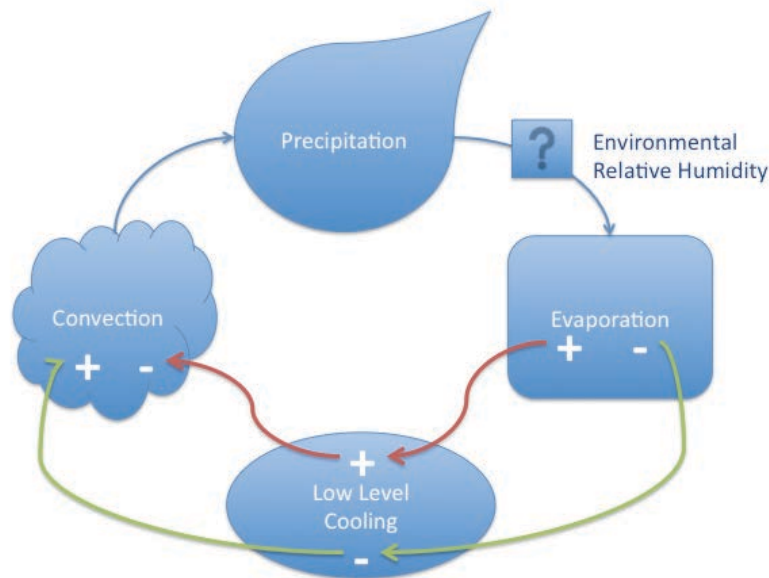 Precipitation
?
Environmental
Relative Humidity
Convection
+ -
Evaporation
+ -
+
Low Level
Cooling
-